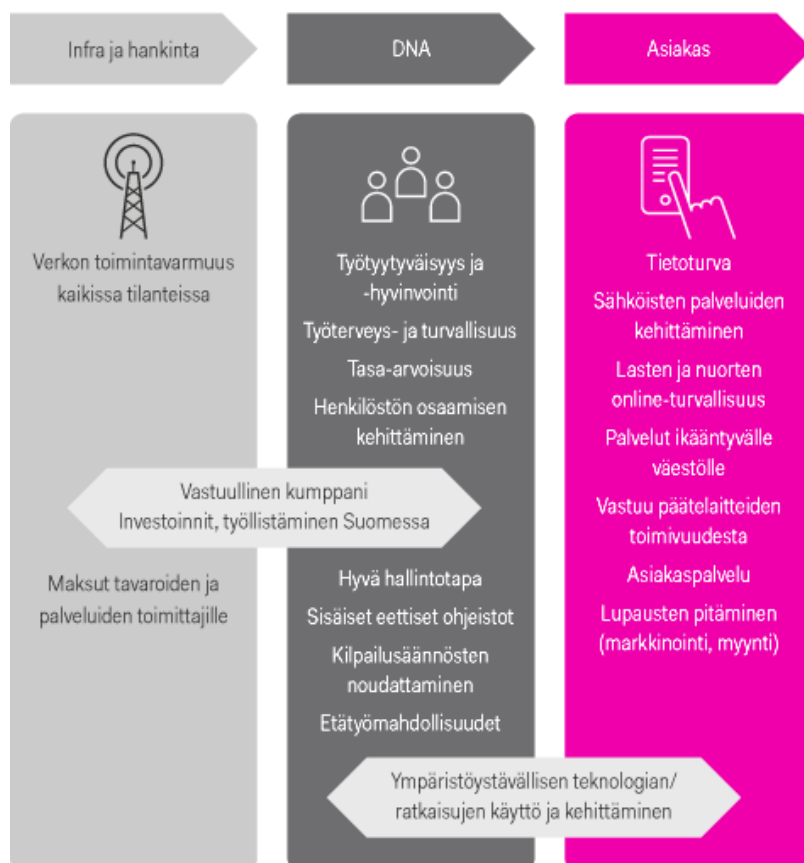 Infra ja hankinta
DNA
Asiakas
Verkon toimintavarmuus
kaikissa tilanteissa
Maksut tavaroiden ja
palveluiden toimittajille
Työtyytyväisyys ja
-hyvinvointi
Työterveys- ja turvallisuus
Tasa-arvoisuus
Henkilöstön osaamisen
kehittäminen
Vastuullinen kumppani
Investoinnit, työllistäminen Suomessa
Hyvä hallintotapa
Sisäiset eettiset ohjeistot
Kilpailusäännösten
noudattaminen
Etätyömahdollisuudet
Tietoturva
Sähköisten palveluiden
kehittäminen
Lasten ja nuorten
online-turvallisuus
Palvelut ikääntyvälle
väestölle
Vastuu päätelaitteiden
toimivuudesta
Asiakaspalvelu
Lupausten pitäminen
(markkinointi, myynti)
Ympäristöystävällisen teknologian/
ratkaisujen käyttö ja kehittäminen